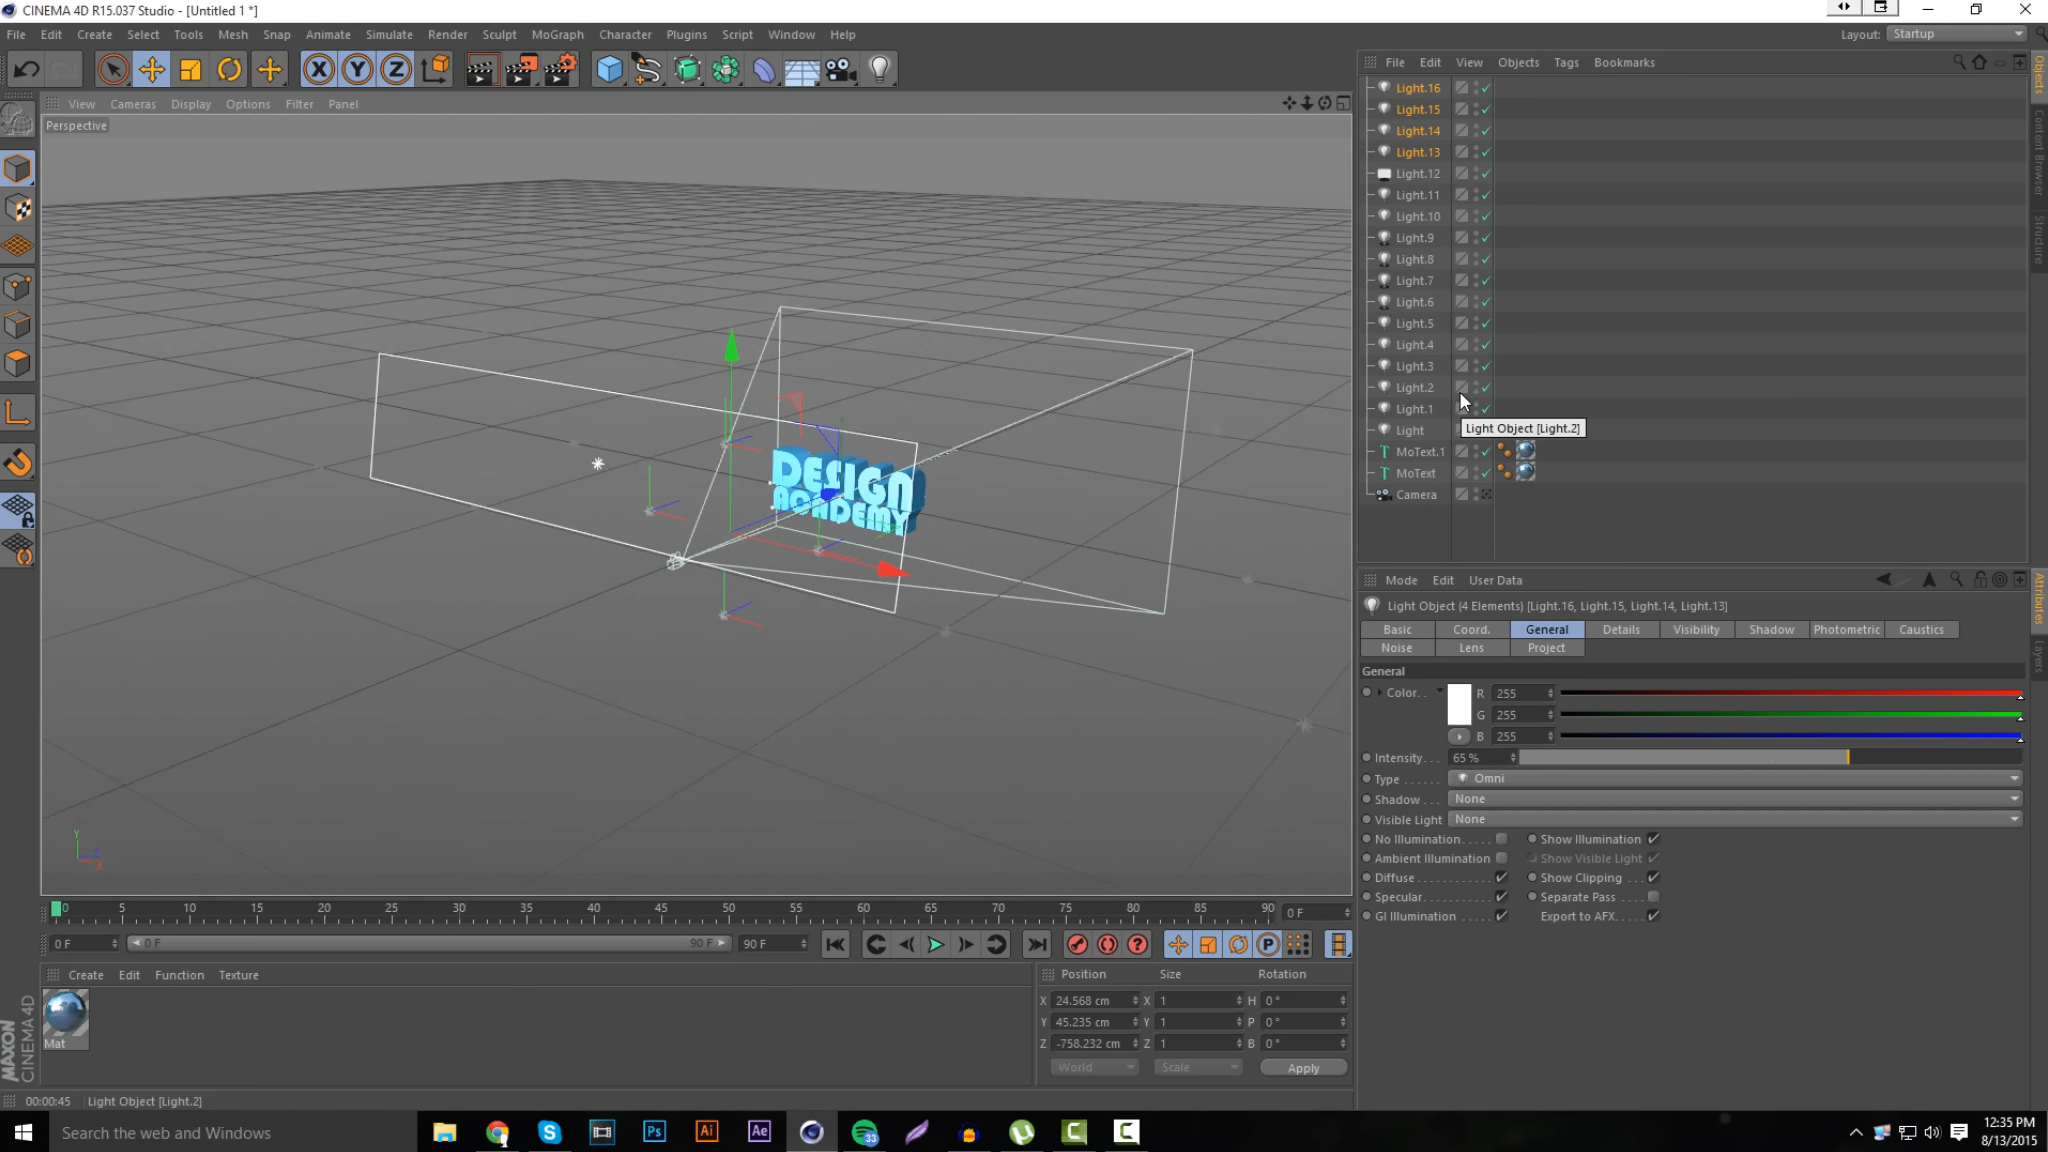 CINEMA 4D R15.037 Studio - [Untitled 1 *]
File Edit Create Select Tools Mesh Snap Animate Simulate Render Sculpt MoGraph Character Plugins Script Window Help
Layout: Startup
X Y Z
File Edit View Objects Tags Bookmarks
View Cameras Display Options Filter Panel
Perspective
Light.16
Light.15
Light.14
Light.13
Light.12
Light.11
Light.10
Light.9
Light.8
Light.7
Light.6
Light.5
Light.4
Light.3
Light.2
Light.1
Light
Light Object [Light.2]
MoText.1
MoText
Camera
Objects
Content Browser
Structure
DESIGN
ACADEMY
Y
Z
X
Mode Edit User Data
Attributes
Layers
Light Object (4 Elements) [Light.16, Light.15, Light.14, Light.13]
Basic Coord. General Details Visibility Shadow Photometric Caustics
Noise Lens Project
General
Color. . R 255
G 255
B 255
Intensity. . . 65 %
Type . . . . . . Omni
Shadow . . . None
Visible Light None
No Illumination. . . . . Show Illumination
Ambient Illumination Show Visible Light
Diffuse . . . . . . . . . . . Show Clipping
Specular. . . . . . . . . . Separate Pass
GI Illumination . . . . . Export to AFX. . . .
0 5 10 15 20 25 30 35 40 45 50 55 60 65 70 75 80 85 90 0 F
0 F 0 F 90 F 90 F P
Create Edit Function Texture
Mat
MAXON
CINEMA 4D
Position Size Rotation
X 24.568 cm X 1 H 0 °
Y 45.235 cm Y 1 P 0 °
Z -758.232 cm Z 1 B 0 °
World Scale Apply
00:00:45 Light Object [Light.2]
Search the web and Windows
Ps Ai Ae 33
12:35 PM
8/13/2015